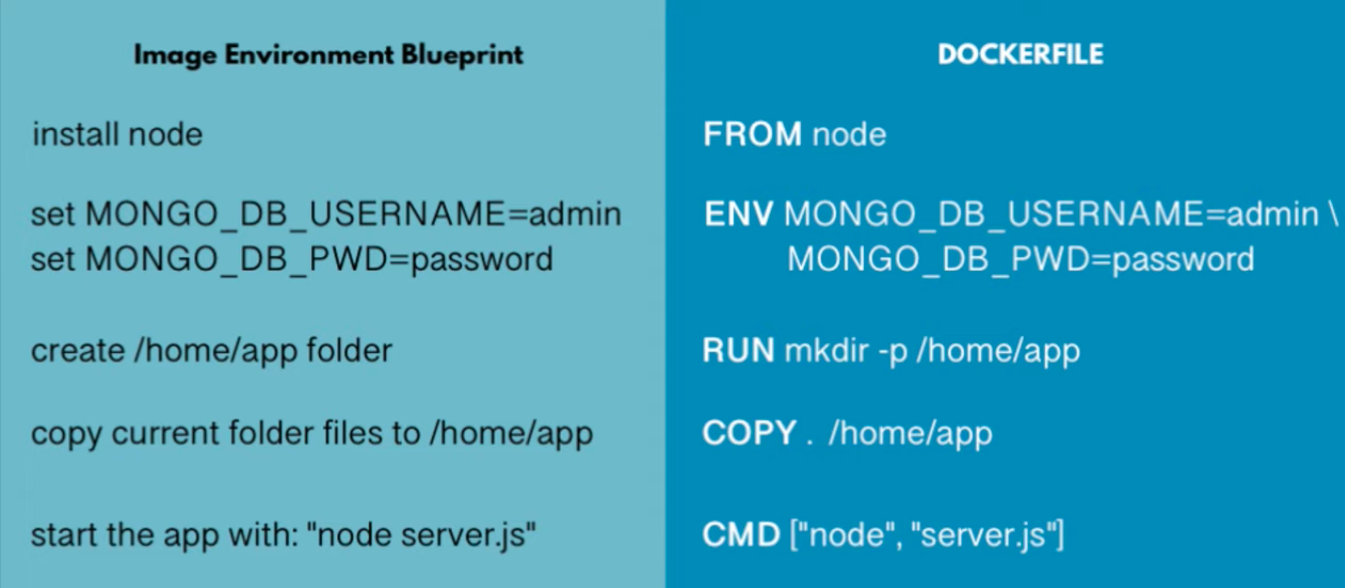 Image Environment Blueprint
install node
set MONGO_DB_USERNAME=admin
set MONGO_DB_PWD=password
create /home/app folder
copy current folder files to /home/app
start the app with: "node server.js"
DOCKERFILE
FROM node
ENV MONGO_DB_USERNAME=admin \
MONGO_DB_PWD=password
RUN mkdir -p /home/app
COPY . /home/app
CMD ["node", "server.js"]